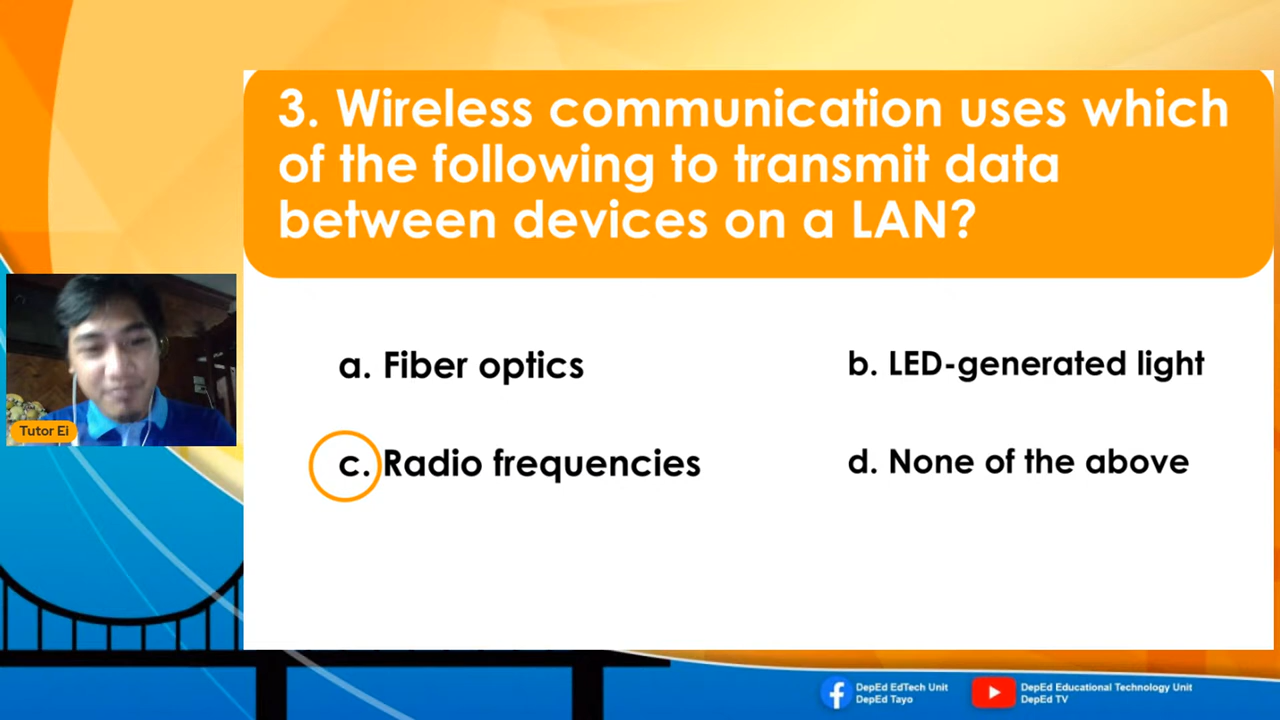 3. Wireless communication uses which
of the following to transmit data
between devices on a LAN?
a. Fiber optics
b. LED-generated light
c. Radio frequencies
d. None of the above
Tutor Ei
DepEd EdTech Unit
DepEd Tayo
DepEd Educational Technology Unit
DepEd TV